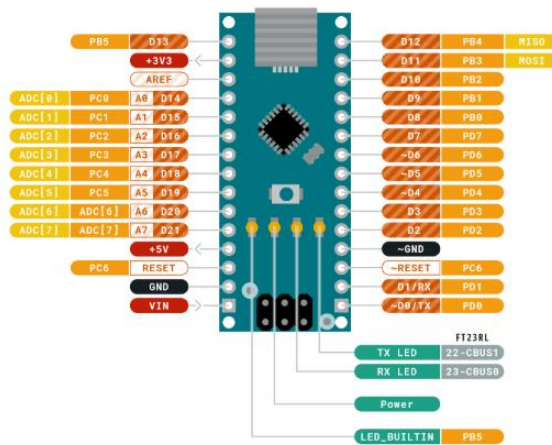 PB5 D13
+3V3
AREF
ADC[0] PC0 A0 D14
ADC[1] PC1 A1 D15
ADC[2] PC2 A2 D16
ADC[3] PC3 A3 D17
ADC[4] PC4 A4 D18
ADC[5] PC5 A5 D19
ADC[6] ADC[6] A6 D20
ADC[7] ADC[7] A7 D21
+5V
PC6 RESET
GND
VIN
D12 PB4 MISO
D11 PB3 MOSI
D10 PB2
D9 PB1
D8 PB0
D7 PD7
~D6 PD6
~D5 PD5
~D4 PD4
D3 PD3
D2 PD2
~GND
~RESET PC6
D1/RX PD1
~D0/TX PD0
FT23RL
TX LED 22-CBUS1
RX LED 23-CBUS0
Power
LED_BUILTIN PB5